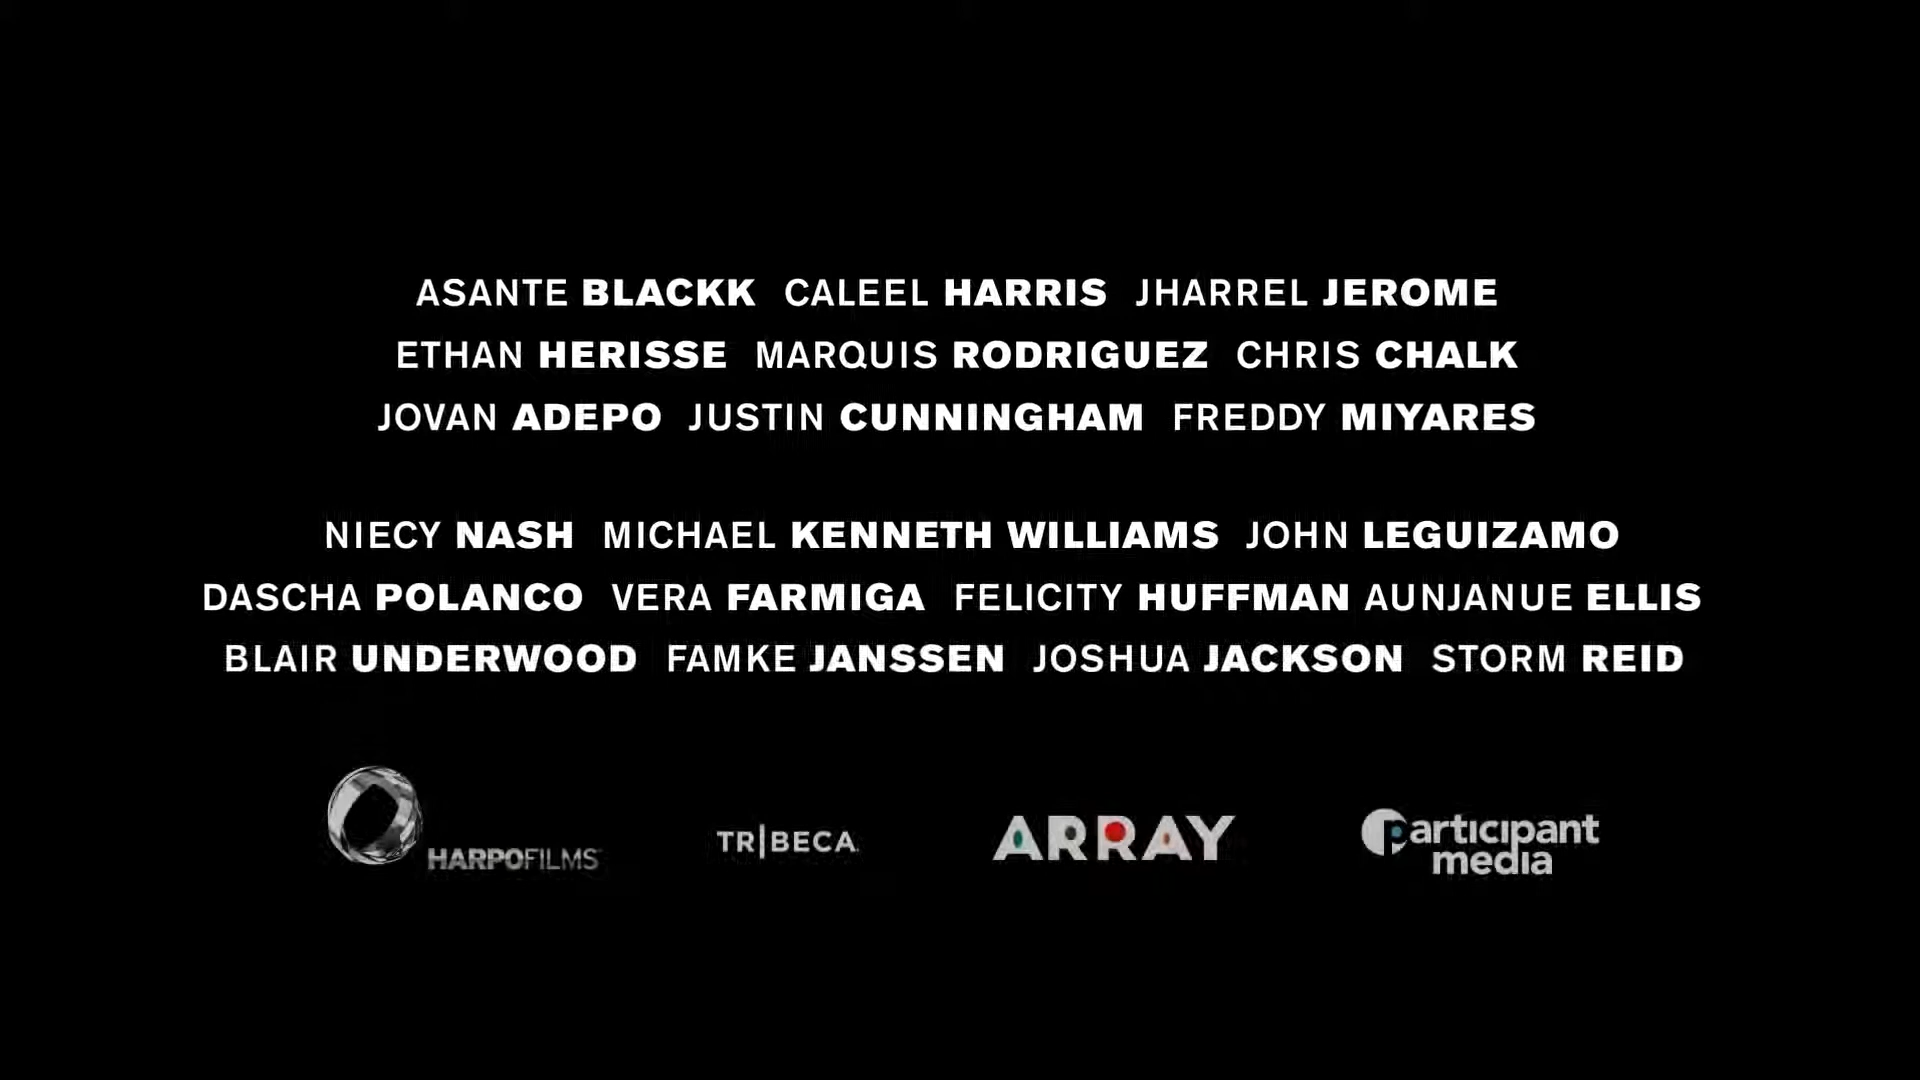 ASANTE BLACKK CALEEL HARRIS JHARREL JEROME
ETHAN HERISSE MARQUIS RODRIGUEZ CHRIS CHALK
JOVAN ADEPO JUSTIN CUNNINGHAM FREDDY MIYARES
NIECY NASH MICHAEL KENNETH WILLIAMS JOHN LEGUIZAMO
DASCHA POLANCO VERA FARMIGA FELICITY HUFFMAN AUNJANUE ELLIS
BLAIR UNDERWOOD FAMKE JANSSEN JOSHUA JACKSON STORM REID
HARPOFILMS
TR|BECA
ARRAY
participant
media